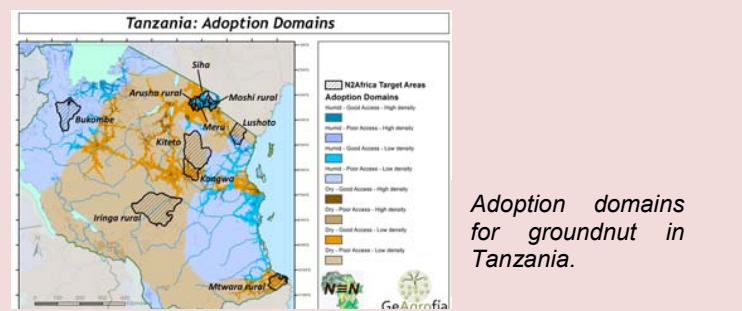 Tanzania: Adoption Domains
Siha
Arusha rural
Moshi rural
Bukombe
Meru
Lushoto
Kiteto
Kongwa
Iringa rural
Mtwara rural
N2Africa Target Areas
Adoption Domains
Humid - Good Access - High density
Humid - Poor Access - High density
Humid - Good Access - Low density
Humid - Poor Access - Low density
Dry - Good Access - High density
Dry - Poor Access - High density
Dry - Good Access - Low density
Dry - Poor Access - Low density
N≡N
GeAgrofia
Adoption domains
for groundnut in
Tanzania.